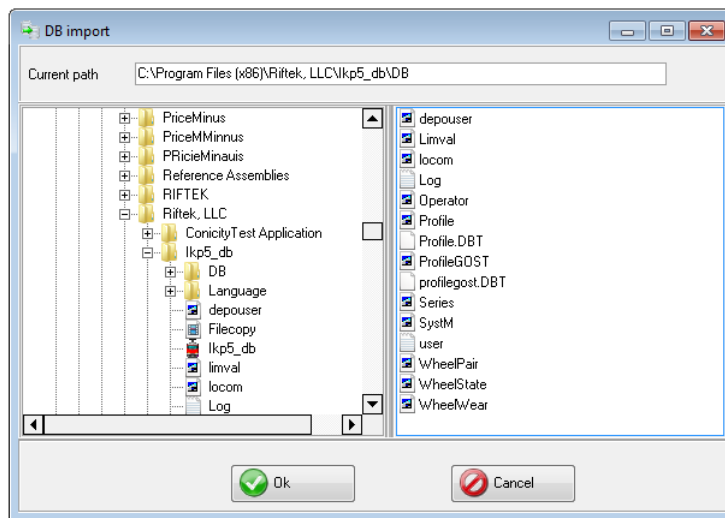 DB import
Current path
C:\Program Files (x86)\Riftek, LLC\Ikp5_db\DB
PriceMinus
PriceMMinnus
PRicieMinauis
Reference Assemblies
RIFTEK
Riftek, LLC
ConicityTest Application
Ikp5_db
DB
Language
depouser
Filecopy
Ikp5_db
limval
locom
Log
depouser
Limval
locom
Log
Operator
Profile
Profile.DBT
ProfileGOST
profilegost.DBT
Series
SystM
user
WheelPair
WheelState
WheelWear
Ok
Cancel